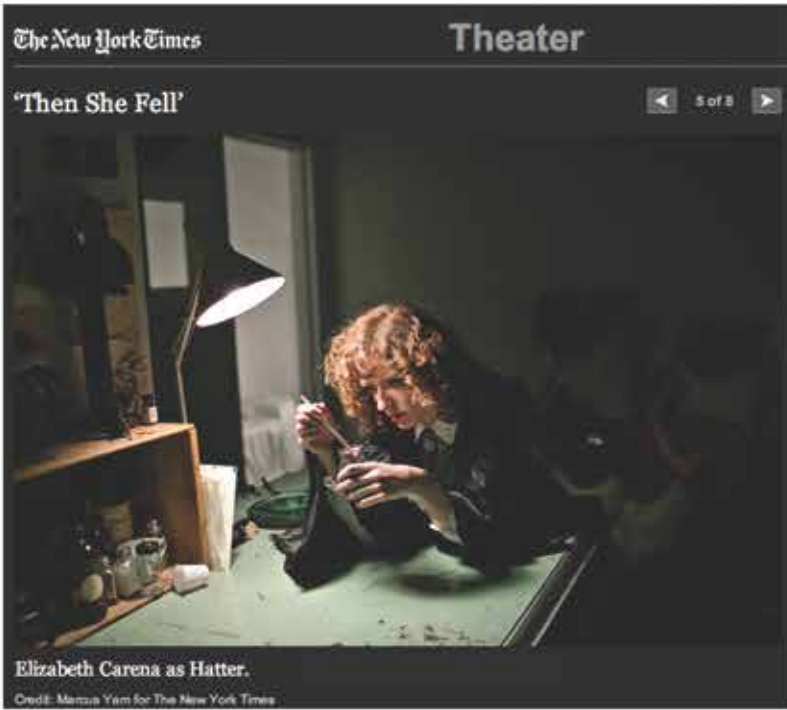 The New York Times
Theater
‘Then She Fell’
5 of 8
Elizabeth Carena as Hatter.
Credit: Marcus Yam for The New York Times